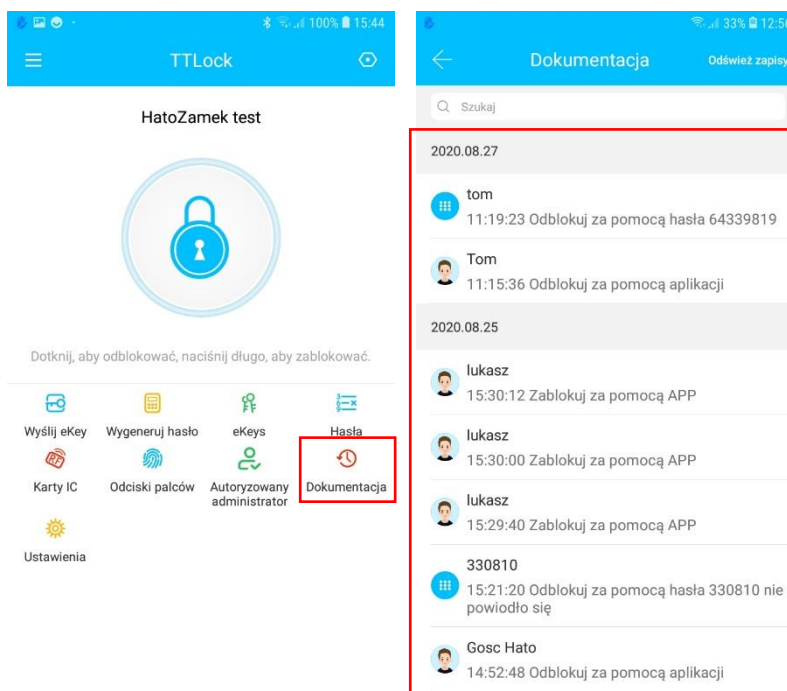 100% 15:44
TTLock
HatoZamek test
Dotknij, aby odblokować, naciśnij długo, aby zablokować.
Wyślij eKey
Wygeneruj hasło
eKeys
Hasła
Karty IC
Odciski palców
Autoryzowany
administrator
Dokumentacja
Ustawienia
33% 12:56
Dokumentacja
Odśwież zapisy
Szukaj
2020.08.27
tom
11:19:23 Odblokuj za pomocą hasła 64339819
Tom
11:15:36 Odblokuj za pomocą aplikacji
2020.08.25
lukasz
15:30:12 Zablokuj za pomocą APP
lukasz
15:30:00 Zablokuj za pomocą APP
lukasz
15:29:40 Zablokuj za pomocą APP
330810
15:21:20 Odblokuj za pomocą hasła 330810 nie
powiodło się
Gosc Hato
14:52:48 Odblokuj za pomocą aplikacji